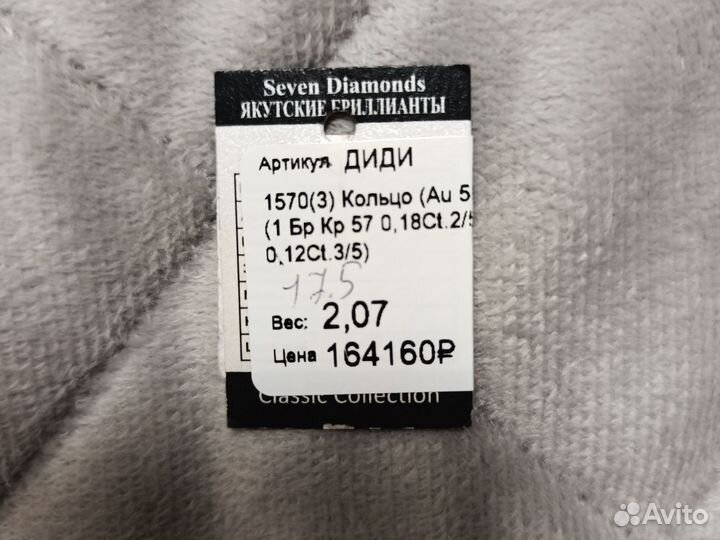 Seven Diamonds
ЯКУТСКИЕ БРИЛЛИАНТЫ
Артикул ДИДИ
1570(3) Кольцо (Au 5
(1 Бр Кр 57 0,18Ct.2/5
0,12Ct.3/5)
17.5
Вес: 2,07
Цена 164160₽
Classic Collection
Avito